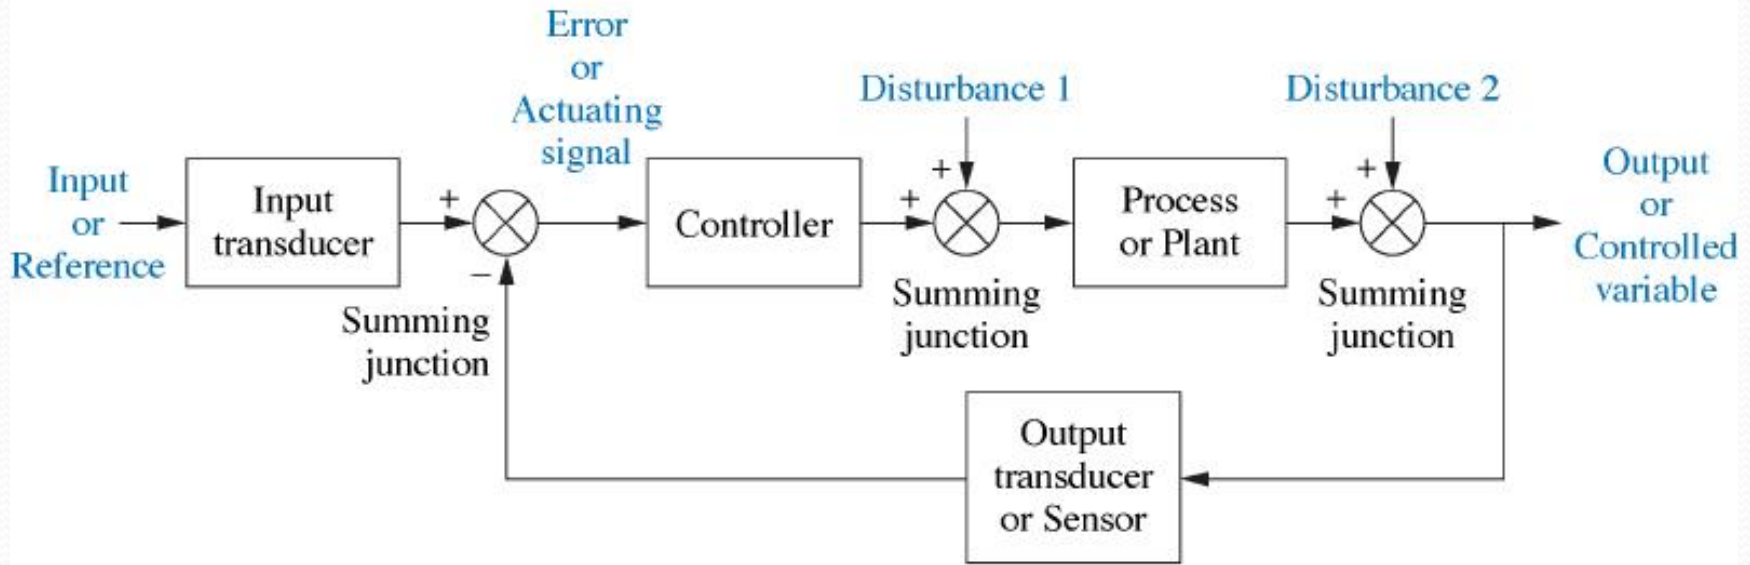 Error
or
Actuating
signal
Disturbance 1
Disturbance 2
Input
or
Reference
Input
transducer
+
−
Summing
junction
Controller
+
+
Summing
junction
Process
or Plant
+
+
Summing
junction
Output
or
Controlled
variable
Output
transducer
or Sensor